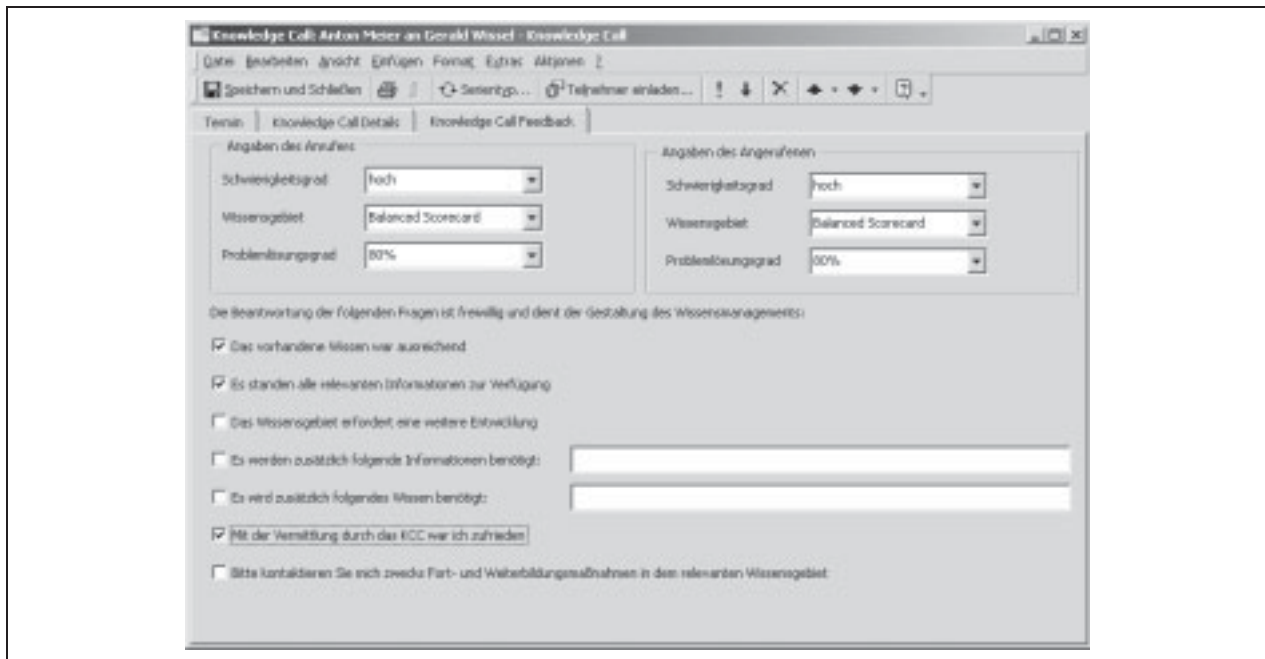 Knowledge Call: Anton Meier an Gerald Wissel - Knowledge Call
Datei Bearbeiten Ansicht Einfügen Format Extras Aktionen ?
Speichern und Schließen Serientyp... Teilnehmer einladen...
Termin Knowledge Call Details Knowledge Call Feedback
Angaben des Anrufers
Schwierigkeitsgrad hoch
Wissensgebiet Balanced Scorecard
Problemlösungsgrad 80%
Angaben des Angerufenen
Schwierigkeitsgrad hoch
Wissensgebiet Balanced Scorecard
Problemlösungsgrad 80%
Die Beantwortung der folgenden Fragen ist freiwillig und dient der Gestaltung des Wissensmanagements:
Das vorhandene Wissen war ausreichend
Es standen alle relevanten Informationen zur Verfügung
Das Wissensgebiet erfordert eine weitere Entwicklung
Es werden zusätzlich folgende Informationen benötigt:
Es wird zusätzlich folgendes Wissen benötigt:
Mit der Vermittlung durch das KCC war ich zufrieden
Bitte kontaktieren Sie mich zwecks Fort- und Weiterbildungsmaßnahmen in dem relevanten Wissensgebiet